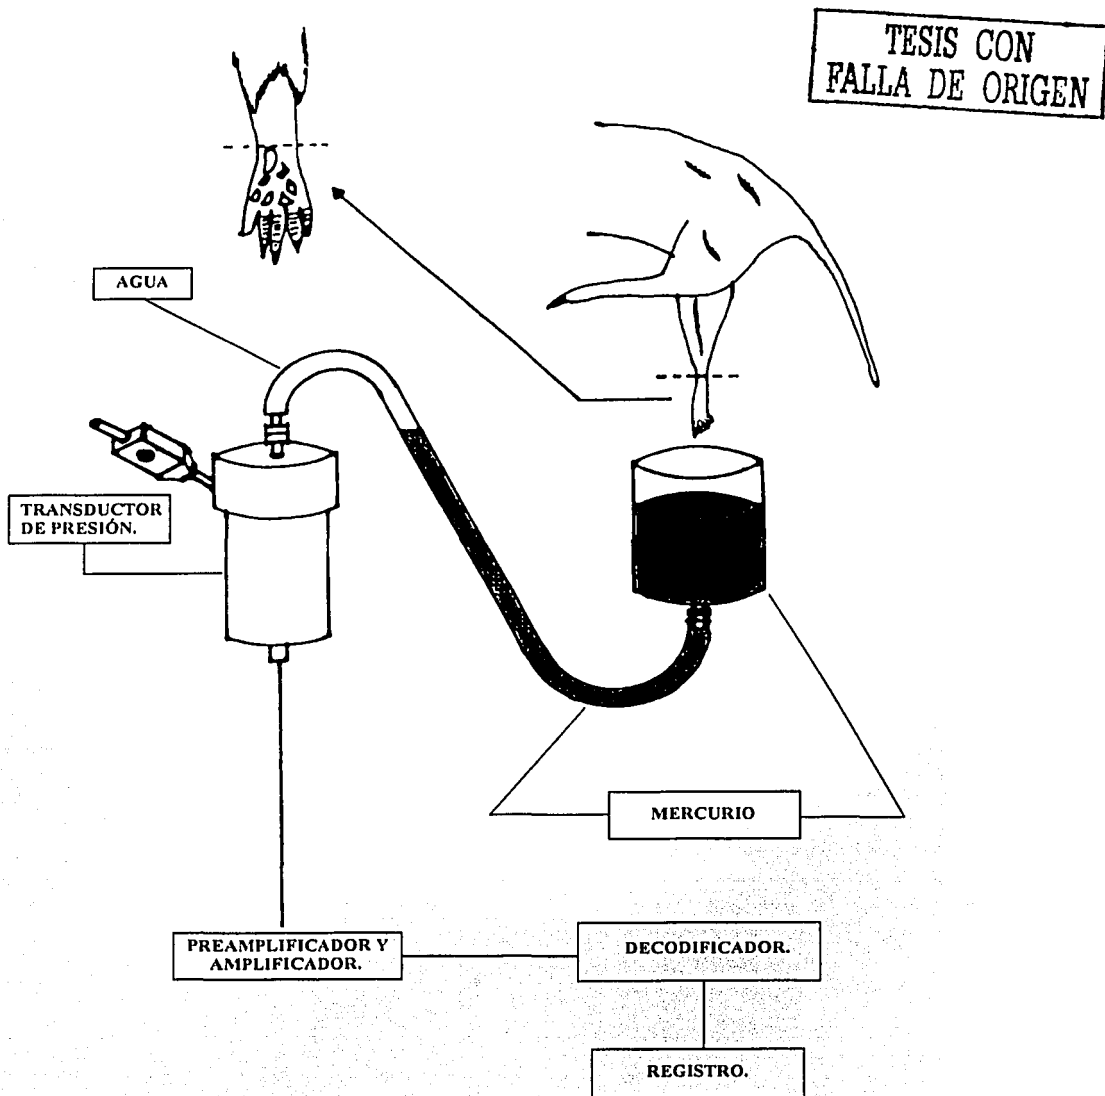 TESIS CON
FALLA DE ORIGEN
AGUA
TRANSDUCTOR
DE PRESIÓN.
MERCURIO
PREAMPLIFICADOR Y
AMPLIFICADOR.
DECODIFICADOR.
REGISTRO.